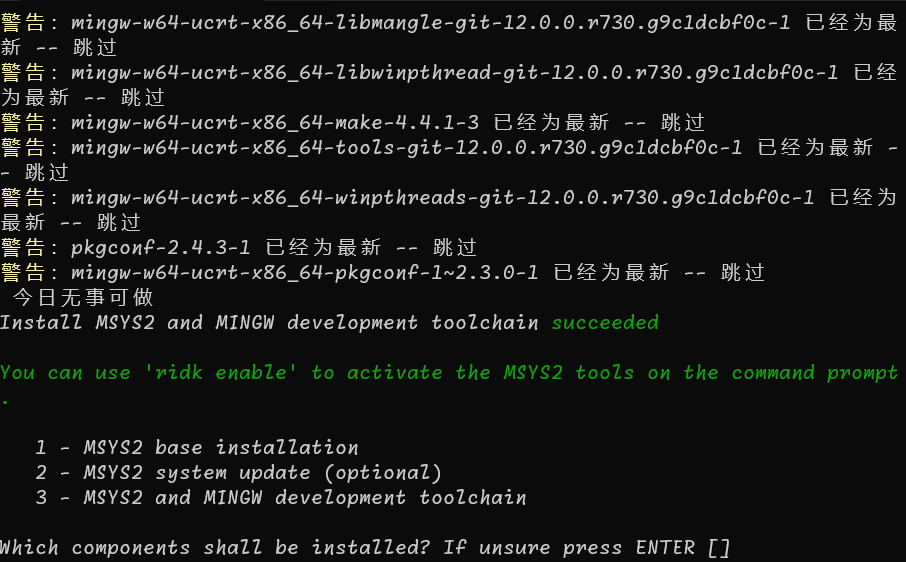 警告：mingw-w64-ucrt-x86_64-libmangle-git-12.0.0.r730.g9c1dcbf0c-1 已经为最
新 -- 跳过
警告：mingw-w64-ucrt-x86_64-libwinpthread-git-12.0.0.r730.g9c1dcbf0c-1 已经
为最新 -- 跳过
警告：mingw-w64-ucrt-x86_64-make-4.4.1-3 已经为最新 -- 跳过
警告：mingw-w64-ucrt-x86_64-tools-git-12.0.0.r730.g9c1dcbf0c-1 已经为最新 -
- 跳过
警告：mingw-w64-ucrt-x86_64-winpthreads-git-12.0.0.r730.g9c1dcbf0c-1 已经为
最新 -- 跳过
警告：pkgconf-2.4.3-1 已经为最新 -- 跳过
警告：mingw-w64-ucrt-x86_64-pkgconf-1~2.3.0-1 已经为最新 -- 跳过
今日无事可做
Install MSYS2 and MINGW development toolchain succeeded
You can use 'ridk enable' to activate the MSYS2 tools on the command prompt
.
1 - MSYS2 base installation
2 - MSYS2 system update (optional)
3 - MSYS2 and MINGW development toolchain
Which components shall be installed? If unsure press ENTER []